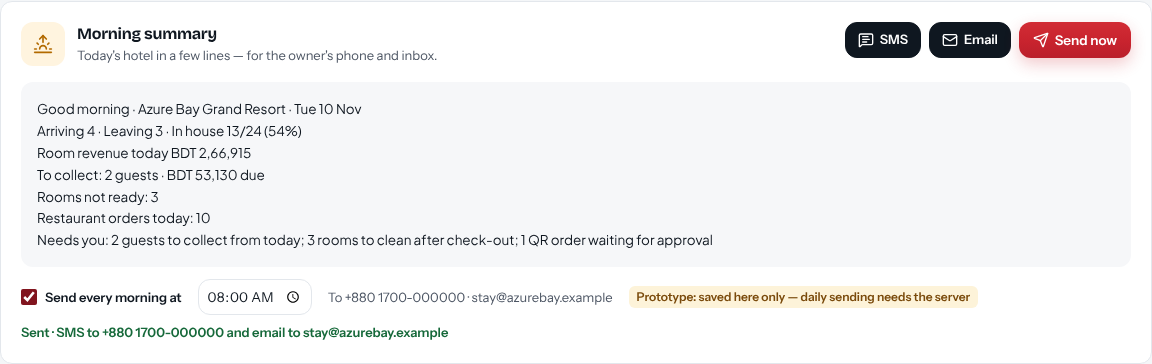 Morning summary
Today's hotel in a few lines — for the owner's phone and inbox.
SMS
Email
Send now
Good morning · Azure Bay Grand Resort · Tue 10 Nov
Arriving 4 · Leaving 3 · In house 13/24 (54%)
Room revenue today BDT 2,66,915
To collect: 2 guests · BDT 53,130 due
Rooms not ready: 3
Restaurant orders today: 10
Needs you: 2 guests to collect from today; 3 rooms to clean after check-out; 1 QR order waiting for approval
Send every morning at
08:00 AM
To +880 1700-000000 · stay@azurebay.example
Prototype: saved here only — daily sending needs the server
Sent · SMS to +880 1700-000000 and email to stay@azurebay.example